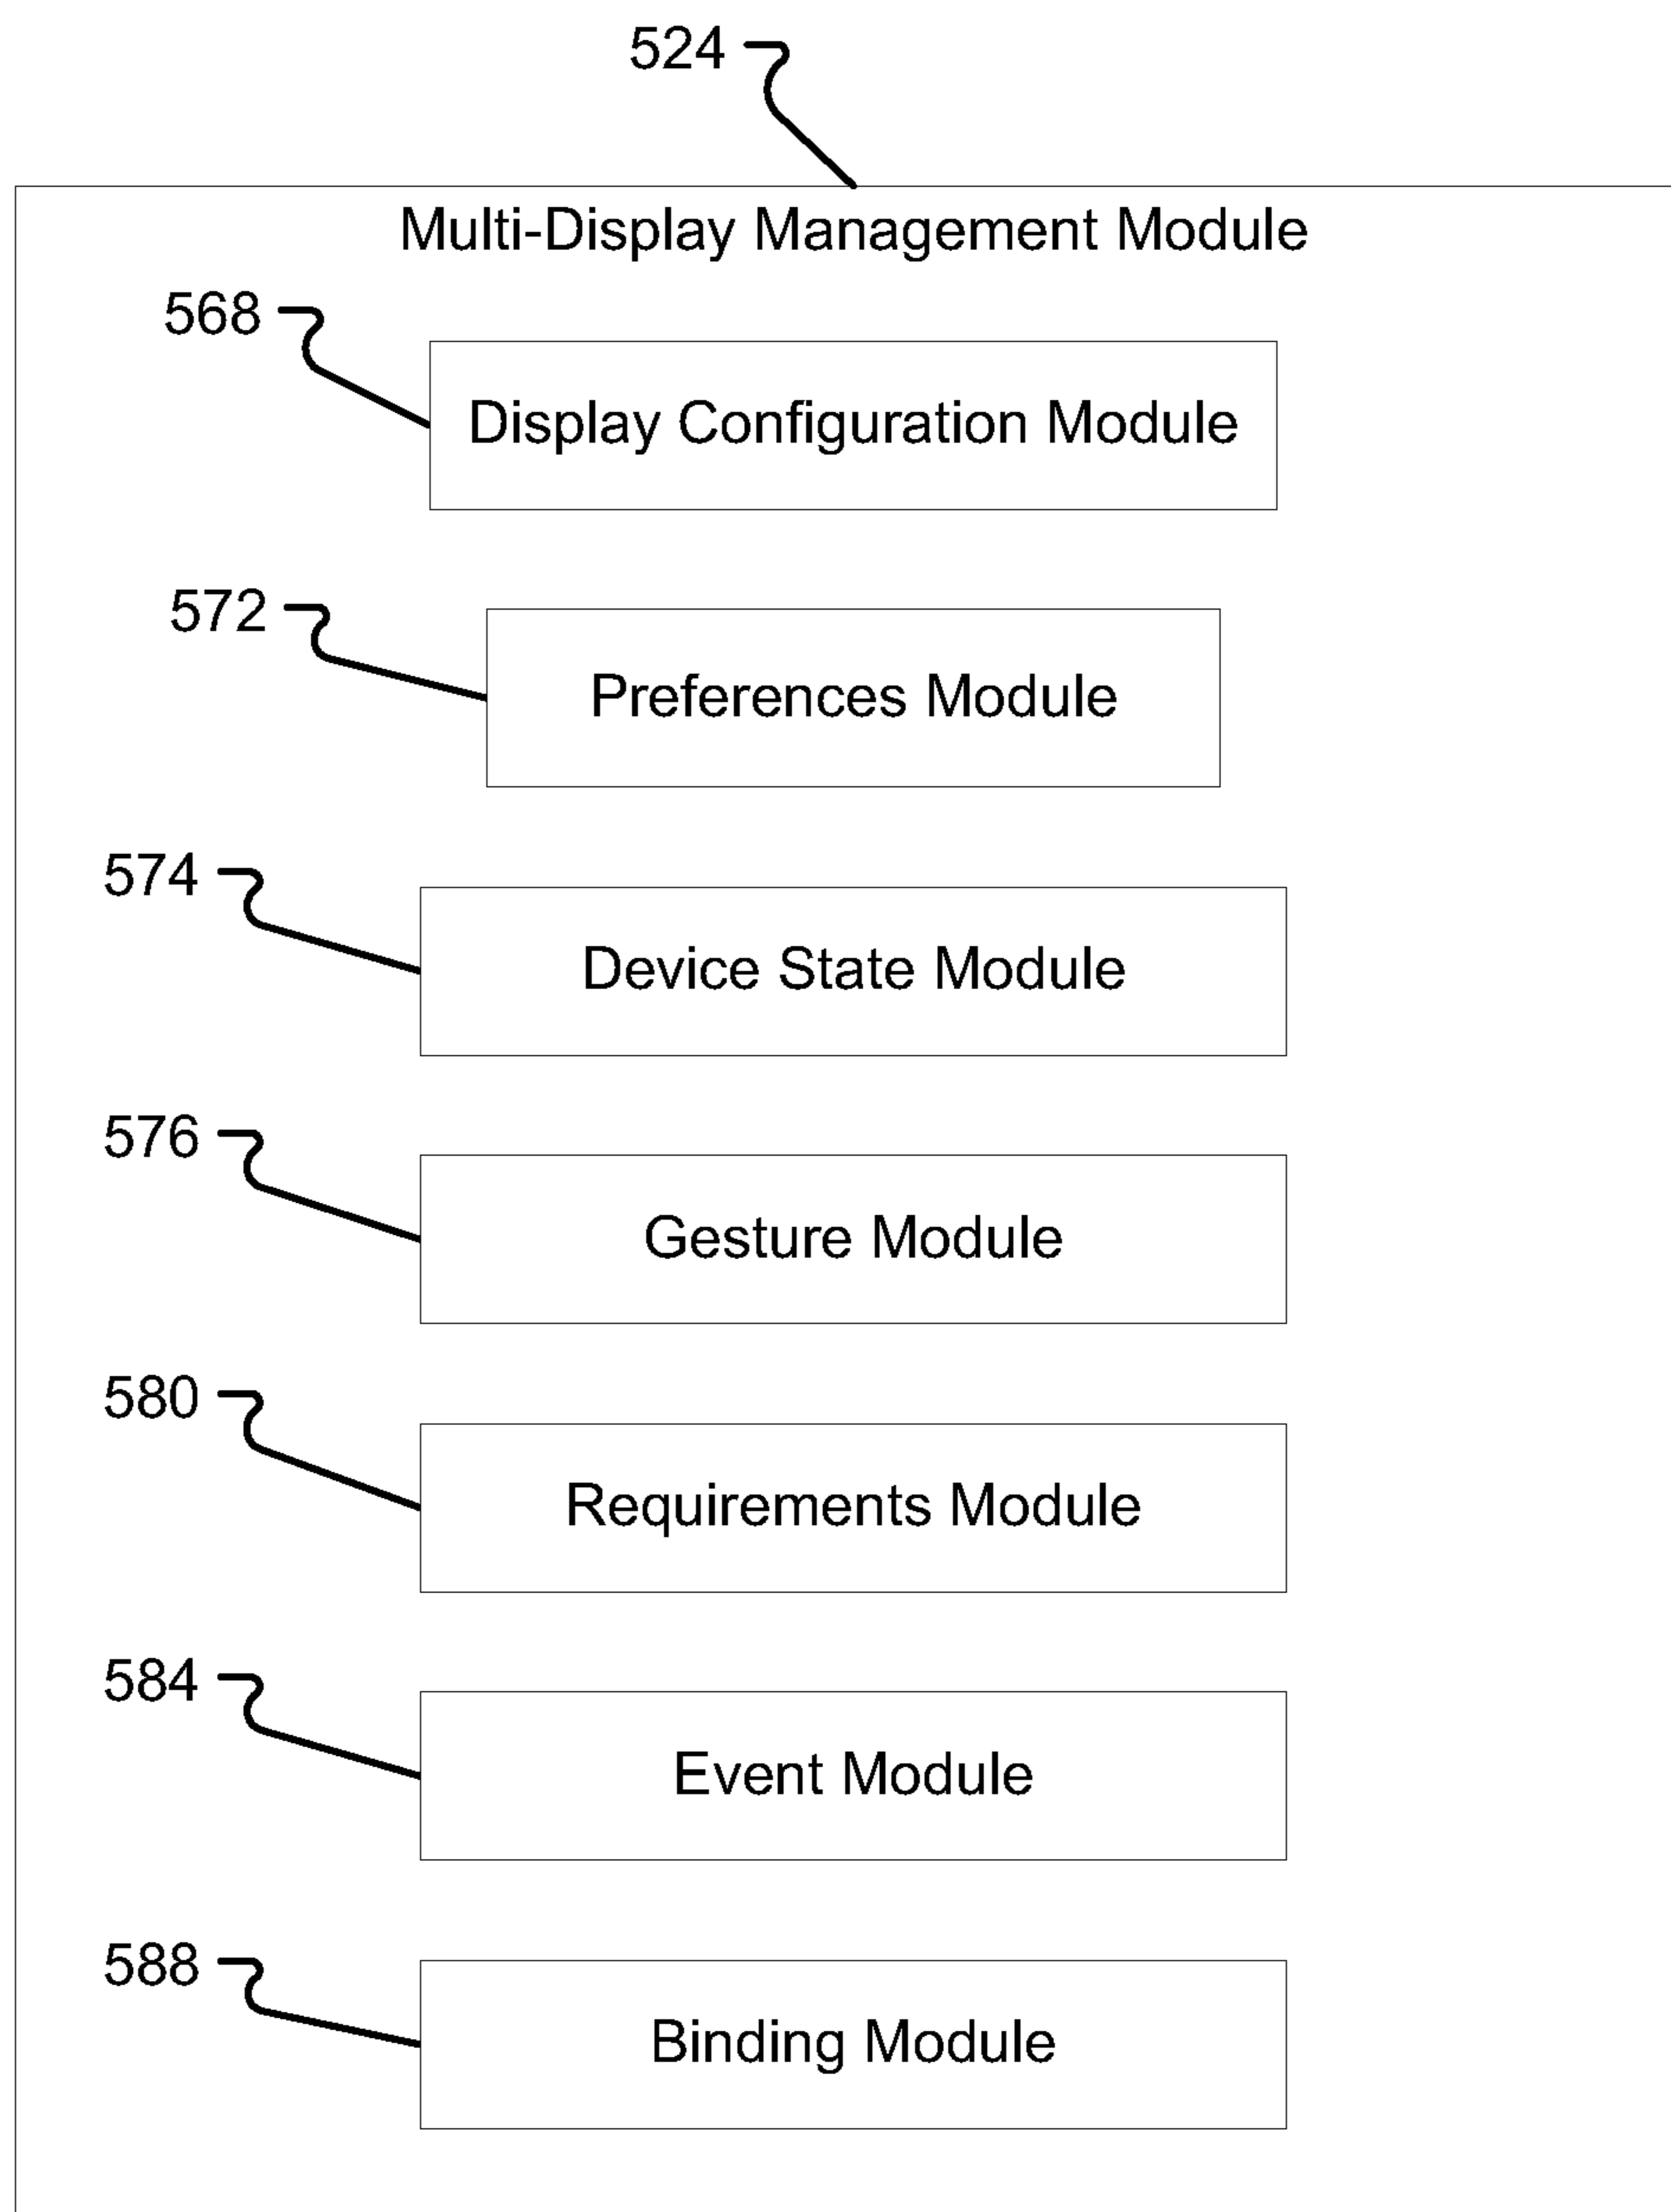 524
Multi-Display Management Module
568
Display Configuration Module
572
Preferences Module
574
Device State Module
576
Gesture Module
580
Requirements Module
584
Event Module
588
Binding Module